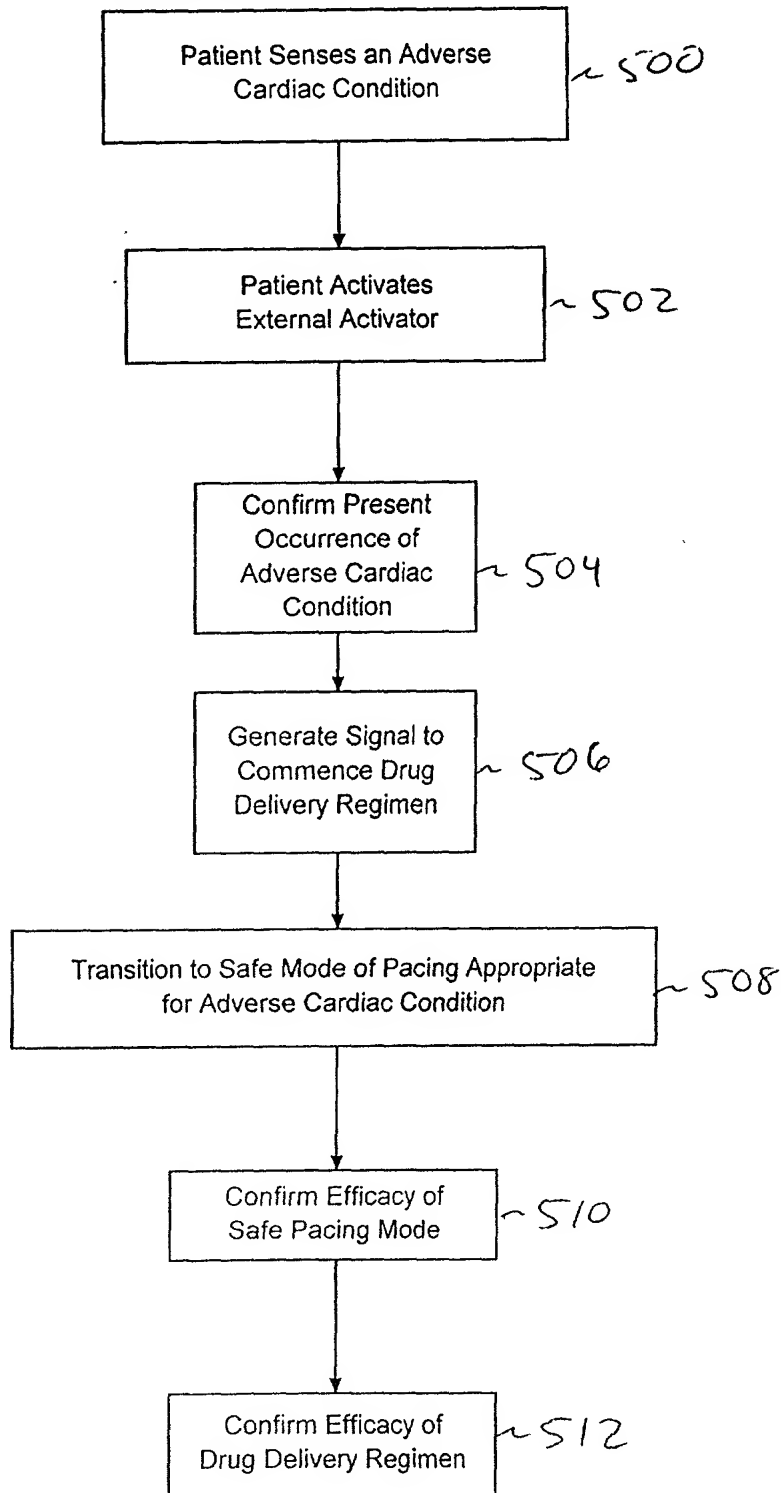 Patient Senses an Adverse
Cardiac Condition
~ 500
Patient Activates
External Activator
~ 502
Confirm Present
Occurrence of
Adverse Cardiac
Condition
~ 504
Generate Signal to
Commence Drug
Delivery Regimen
~ 506
Transition to Safe Mode of Pacing Appropriate
for Adverse Cardiac Condition
~ 508
Confirm Efficacy of
Safe Pacing Mode
~ 510
Confirm Efficacy of
Drug Delivery Regimen
~ 512